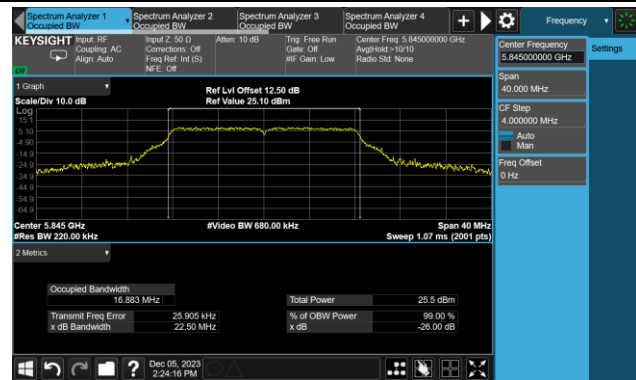 Spectrum Analyzer 1
Occupied BW
Spectrum Analyzer 2
Occupied BW
Spectrum Analyzer 3
Occupied BW
Spectrum Analyzer 4
Occupied BW
Frequency
KEYSIGHT
Input: RF
Coupling: AC
Align: Auto
Input Z: 50 Ω
Corrections: Off
Freq Ref: Int (S)
NFE: Off
Atten: 10 dB
Trig: Free Run
Gate: Off
#IF Gain: Low
Center Freq: 5.845000000 GHz
Avg|Hold:>10/10
Radio Std: None
Center Frequency
5.845000000 GHz
Settings
Span
40.000 MHz
CF Step
4.000000 MHz
Auto
Man
Freq Offset
0 Hz
1 Graph
Scale/Div 10.0 dB
Ref Lvl Offset 12.50 dB
Ref Value 25.10 dBm
Log
15.1
5.10
-4.90
-14.9
-24.9
-34.9
-44.9
-54.9
-64.9
Center 5.845 GHz
#Video BW 680.00 kHz
Span 40 MHz
#Res BW 220.00 kHz
Sweep 1.07 ms (2001 pts)
2 Metrics
Occupied Bandwidth
16.883 MHz
Total Power
25.5 dBm
Transmit Freq Error
25.905 kHz
% of OBW Power
99.00 %
x dB Bandwidth
22.50 MHz
x dB
-26.00 dB
Dec 05, 2023
2:24:16 PM